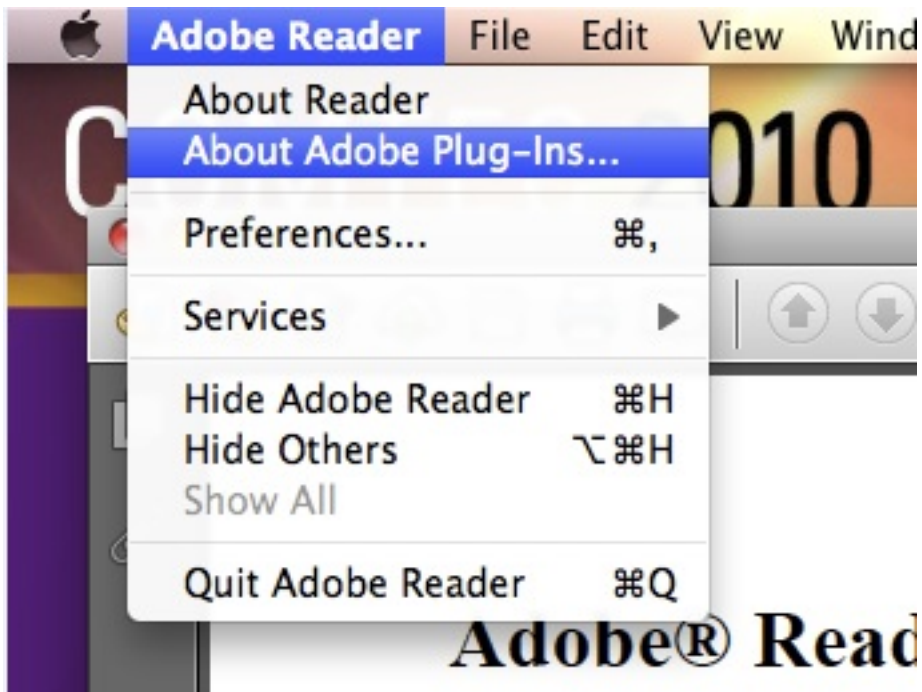 Adobe Reader File Edit View Wind
About Reader
About Adobe Plug-Ins...
010
Preferences... ⌘,
Services
Hide Adobe Reader ⌘H
Hide Others ⌥⌘H
Show All
Quit Adobe Reader ⌘Q
Adobe® Read